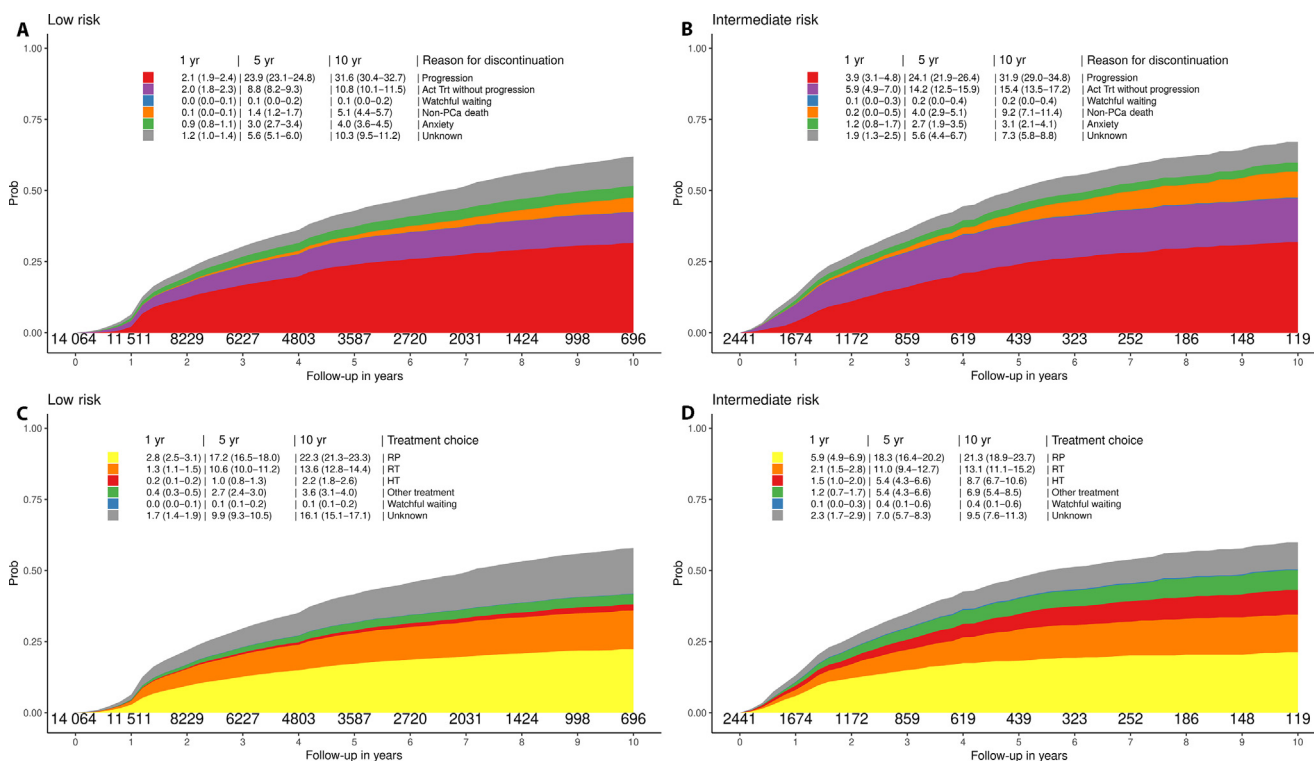 A Low risk
1.00
0.75
0.50
0.25
0.00
Prob
1 yr | 5 yr | 10 yr | Reason for discontinuation
2.1 (1.9–2.4) | 23.9 (23.1–24.8) | 31.6 (30.4–32.7) | Progression
2.0 (1.8–2.3) | 8.8 (8.2–9.3) | 10.8 (10.1–11.5) | Act Trt without progression
0.0 (0.0–0.1) | 0.1 (0.0–0.2) | 0.1 (0.0–0.2) | Watchful waiting
0.1 (0.0–0.1) | 1.4 (1.2–1.7) | 5.1 (4.4–5.7) | Non-PCa death
0.9 (0.8–1.1) | 3.0 (2.7–3.4) | 4.0 (3.6–4.5) | Anxiety
1.2 (1.0–1.4) | 5.6 (5.1–6.0) | 10.3 (9.5–11.2) | Unknown
14 064 11 511 8229 6227 4803 3587 2720 2031 1424 998 696
0 1 2 3 4 5 6 7 8 9 10
Follow-up in years
B Intermediate risk
1.00
0.75
0.50
0.25
0.00
Prob
1 yr | 5 yr | 10 yr | Reason for discontinuation
3.9 (3.1–4.8) | 24.1 (21.9–26.4) | 31.9 (29.0–34.8) | Progression
5.9 (4.9–7.0) | 14.2 (12.5–15.9) | 15.4 (13.5–17.2) | Act Trt without progression
0.1 (0.0–0.3) | 0.2 (0.0–0.4) | 0.2 (0.0–0.4) | Watchful waiting
0.2 (0.0–0.5) | 4.0 (2.9–5.1) | 9.2 (7.1–11.4) | Non-PCa death
1.2 (0.8–1.7) | 2.7 (1.9–3.5) | 3.1 (2.1–4.1) | Anxiety
1.9 (1.3–2.5) | 5.6 (4.4–6.7) | 7.3 (5.8–8.8) | Unknown
2441 1674 1172 859 619 439 323 252 186 148 119
0 1 2 3 4 5 6 7 8 9 10
Follow-up in years
C Low risk
1.00
0.75
0.50
0.25
0.00
Prob
1 yr | 5 yr | 10 yr | Treatment choice
2.8 (2.5–3.1) | 17.2 (16.5–18.0) | 22.3 (21.3–23.3) | RP
1.3 (1.1–1.5) | 10.6 (10.0–11.2) | 13.6 (12.8–14.4) | RT
0.2 (0.1–0.2) | 1.0 (0.8–1.3) | 2.2 (1.8–2.6) | HT
0.4 (0.3–0.5) | 2.7 (2.4–3.0) | 3.6 (3.1–4.0) | Other treatment
0.0 (0.0–0.1) | 0.1 (0.1–0.2) | 0.1 (0.1–0.2) | Watchful waiting
1.7 (1.4–1.9) | 9.9 (9.3–10.5) | 16.1 (15.1–17.1) | Unknown
14 064 11 511 8229 6227 4803 3587 2720 2031 1424 998 696
0 1 2 3 4 5 6 7 8 9 10
Follow-up in years
D Intermediate risk
1.00
0.75
0.50
0.25
0.00
Prob
1 yr | 5 yr | 10 yr | Treatment choice
5.9 (4.9–6.9) | 18.3 (16.4–20.2) | 21.3 (18.9–23.7) | RP
2.1 (1.5–2.8) | 11.0 (9.4–12.7) | 13.1 (11.1–15.2) | RT
1.5 (1.0–2.0) | 5.4 (4.3–6.6) | 8.7 (6.7–10.6) | HT
1.2 (0.7–1.7) | 5.4 (4.3–6.6) | 6.9 (5.4–8.5) | Other treatment
0.1 (0.0–0.3) | 0.4 (0.1–0.6) | 0.4 (0.1–0.6) | Watchful waiting
2.3 (1.7–2.9) | 7.0 (5.7–8.3) | 9.5 (7.6–11.3) | Unknown
2441 1674 1172 859 619 439 323 252 186 148 119
0 1 2 3 4 5 6 7 8 9 10
Follow-up in years